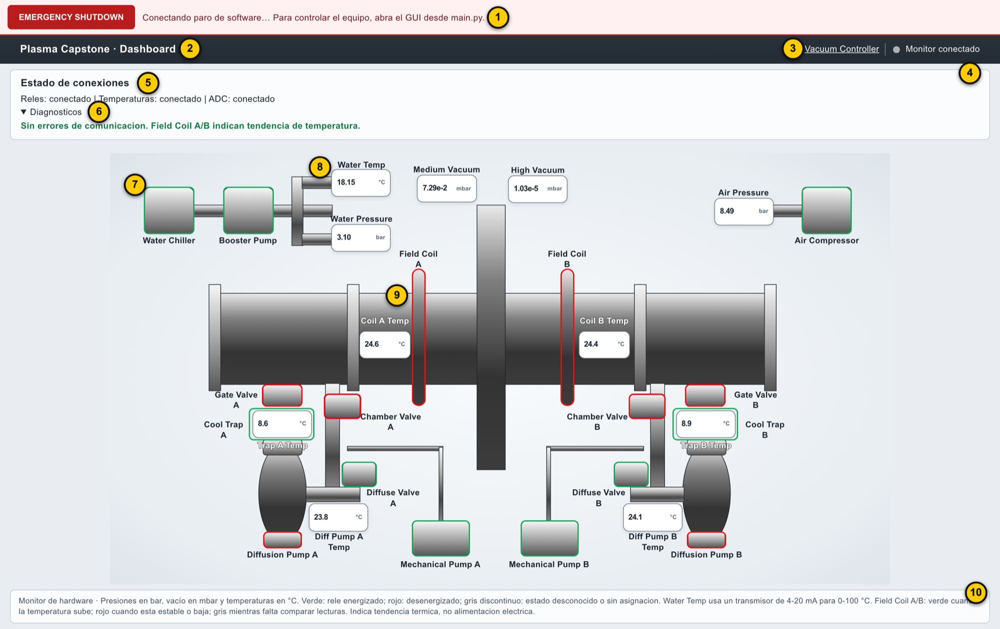 EMERGENCY SHUTDOWN
Conectando paro de software... Para controlar el equipo, abra el GUI desde main.py.
1
Plasma Capstone · Dashboard
2
3
Vacuum Controller
Monitor conectado
4
Estado de conexiones
5
Reles: conectado | Temperaturas: conectado | ADC: conectado
▼ Diagnosticos
6
Sin errores de comunicacion. Field Coil A/B indican tendencia de temperatura.
7
8
Water Temp
18.15 °C
Medium Vacuum
7.29e-2 mbar
High Vacuum
1.03e-5 mbar
Air Pressure
8.49 bar
Water Pressure
3.10 bar
Water Chiller
Booster Pump
Air Compressor
Field Coil
A
Field Coil
B
9
Coil A Temp
24.6 °C
Coil B Temp
24.4 °C
Gate Valve
A
Gate Valve
B
Chamber Valve
A
Chamber Valve
B
Cool Trap
A
8.6 °C
Trap A Temp
8.9 °C
Trap B Temp
Cool Trap
B
Diffuse Valve
A
Diffuse Valve
B
23.8 °C
Diff Pump A
Temp
24.1 °C
Diff Pump B
Temp
Diffusion Pump A
Diffusion Pump B
Mechanical Pump A
Mechanical Pump B
10
Monitor de hardware · Presiones en bar, vacío en mbar y temperaturas en °C. Verde: rele energizado; rojo: desenergizado; gris discontinuo: estado desconocido o sin asignacion. Water Temp usa un transmisor de 4-20 mA para 0-100 °C. Field Coil A/B: verde
la temperatura sube; rojo cuando esta estable o baja; gris mientras falta comparar lecturas. Indica tendencia termica, no alimentacion electrica.